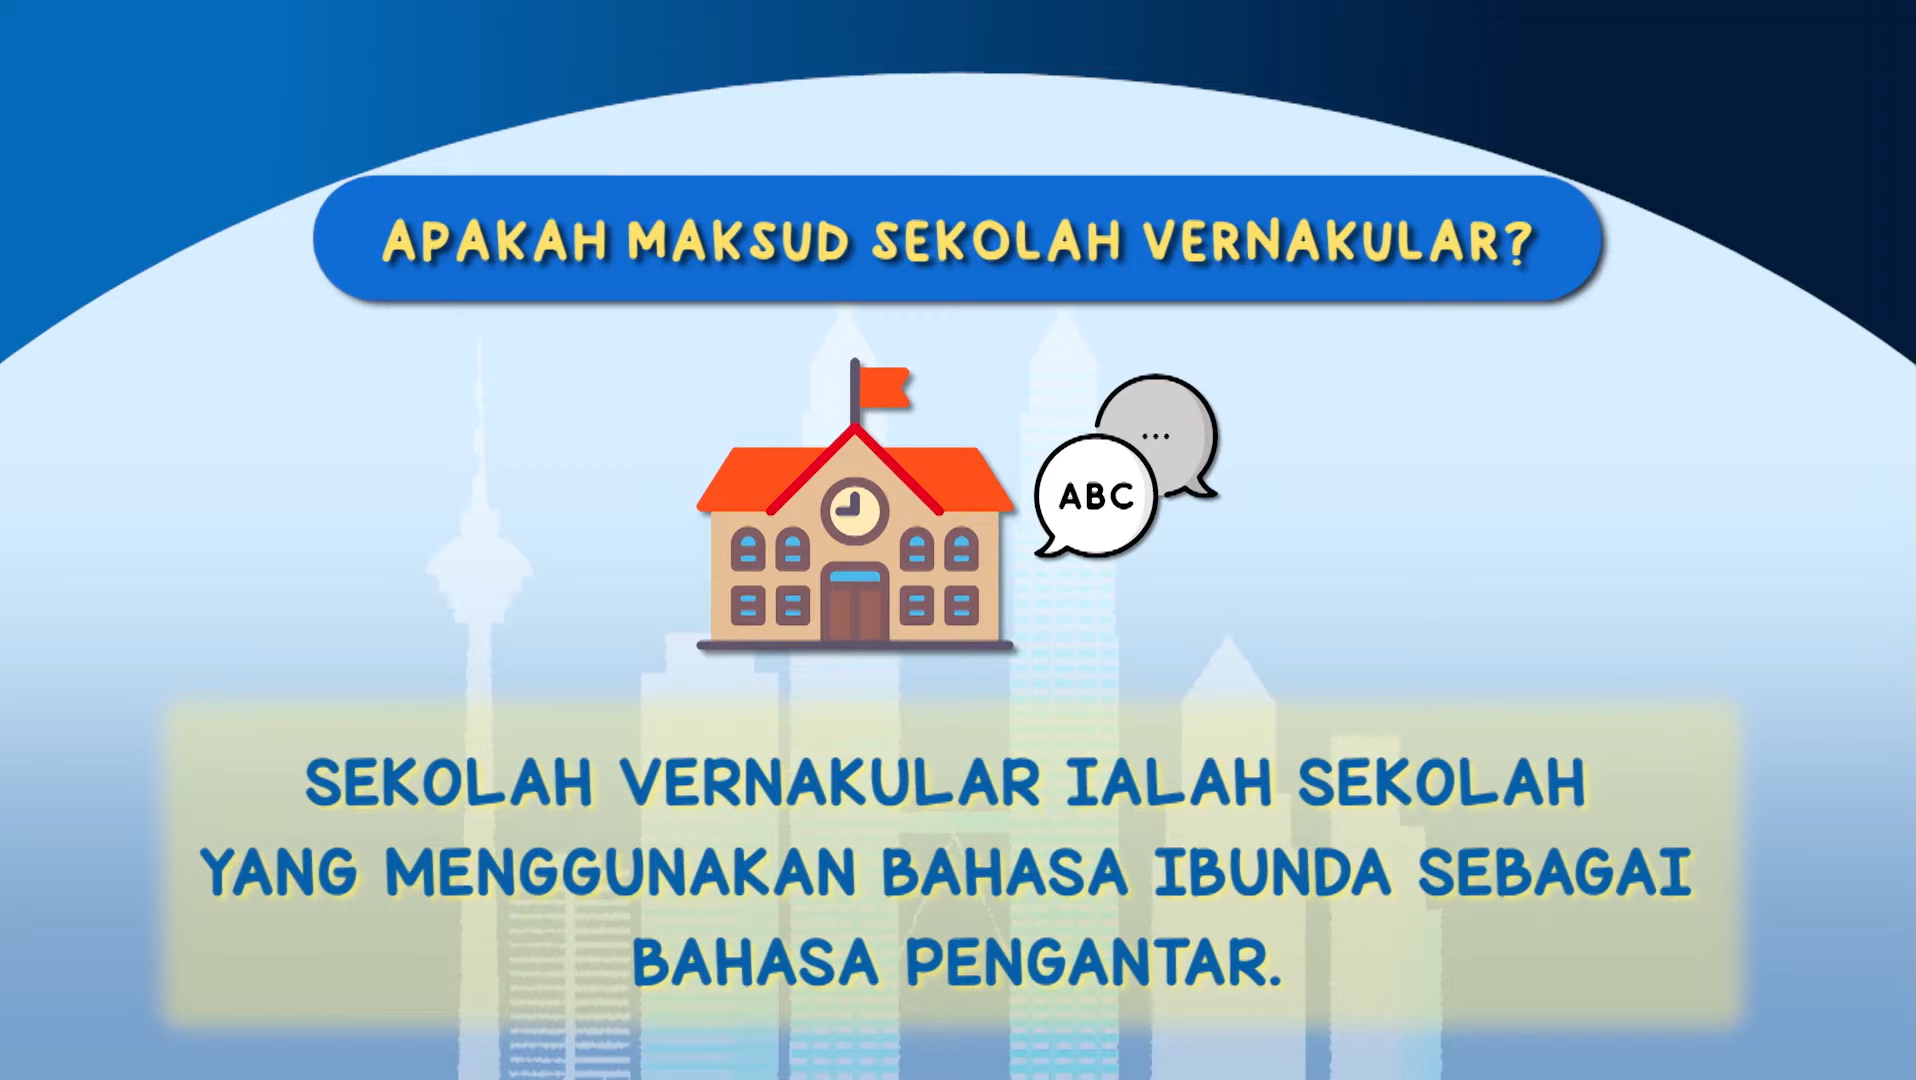 APAKAH MAKSUD SEKOLAH VERNAKULAR?
...
ABC
SEKOLAH VERNAKULAR IALAH SEKOLAH
YANG MENGGUNAKAN BAHASA IBUNDA SEBAGAI
BAHASA PENGANTAR.